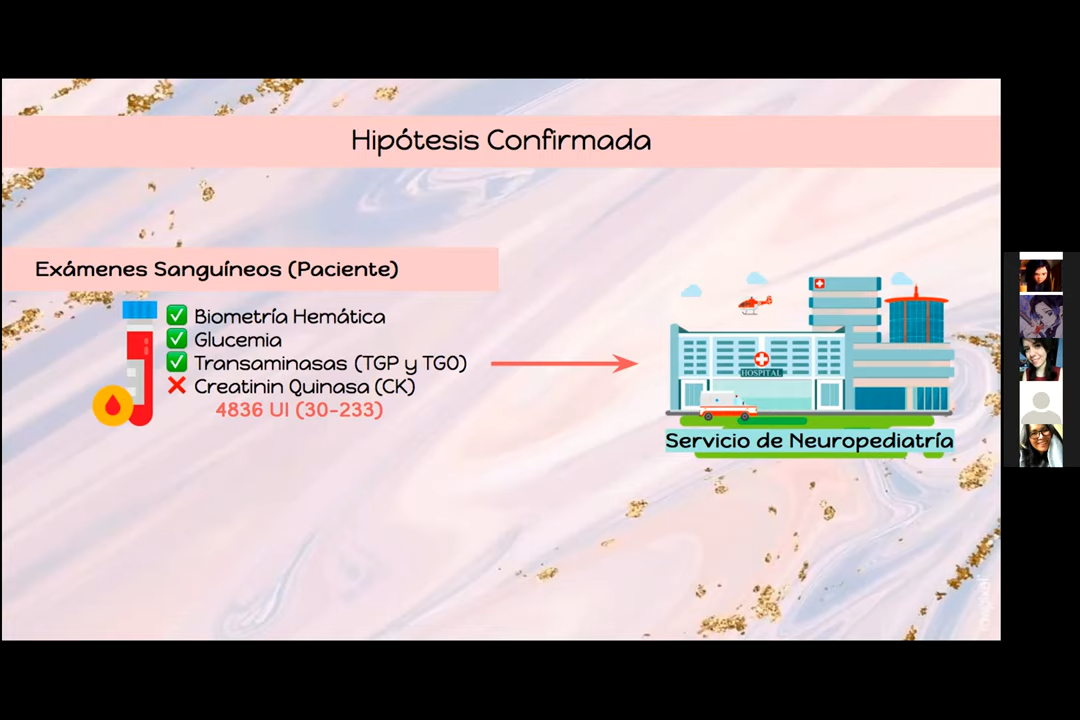 Hipótesis Confirmada
Exámenes Sanguíneos (Paciente)
Biometría Hemática
Glucemia
Transaminasas (TGP y TGO)
Creatinin Quinasa (CK)
4836 UI (30-233)
HOSPITAL
Servicio de Neuropediatría